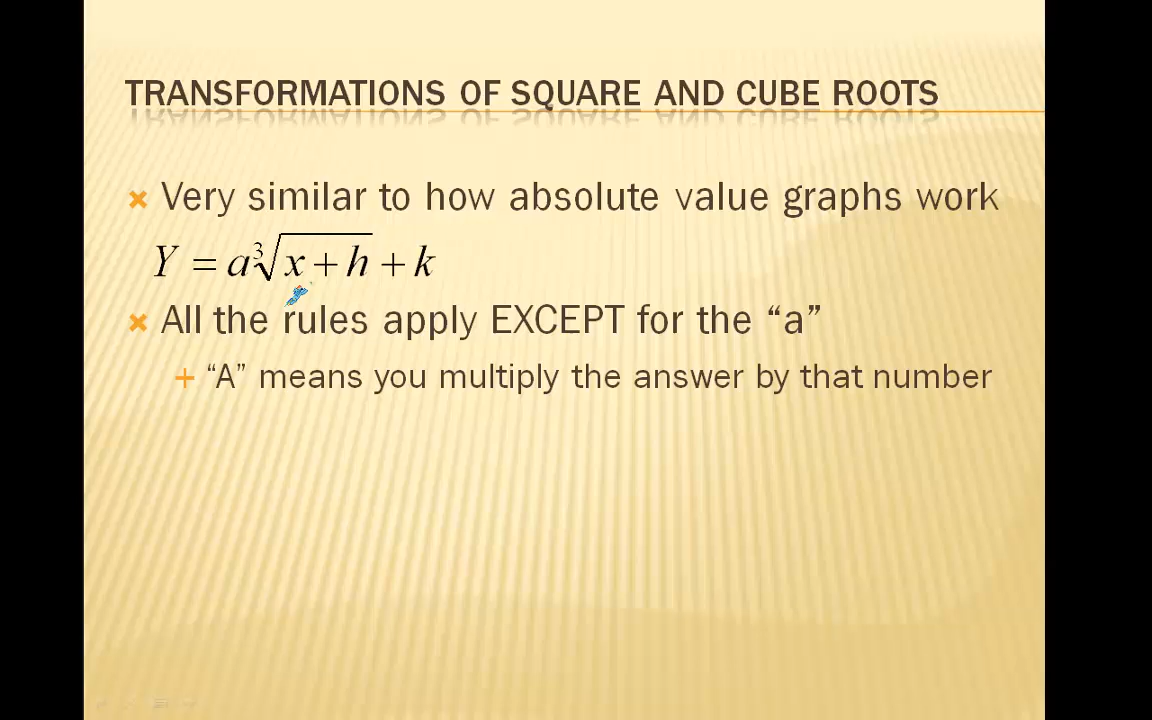 TRANSFORMATIONS OF SQUARE AND CUBE ROOTS
Very similar to how absolute value graphs work
Y = a∛(x + h) + k
All the rules apply EXCEPT for the “a”
“A” means you multiply the answer by that number